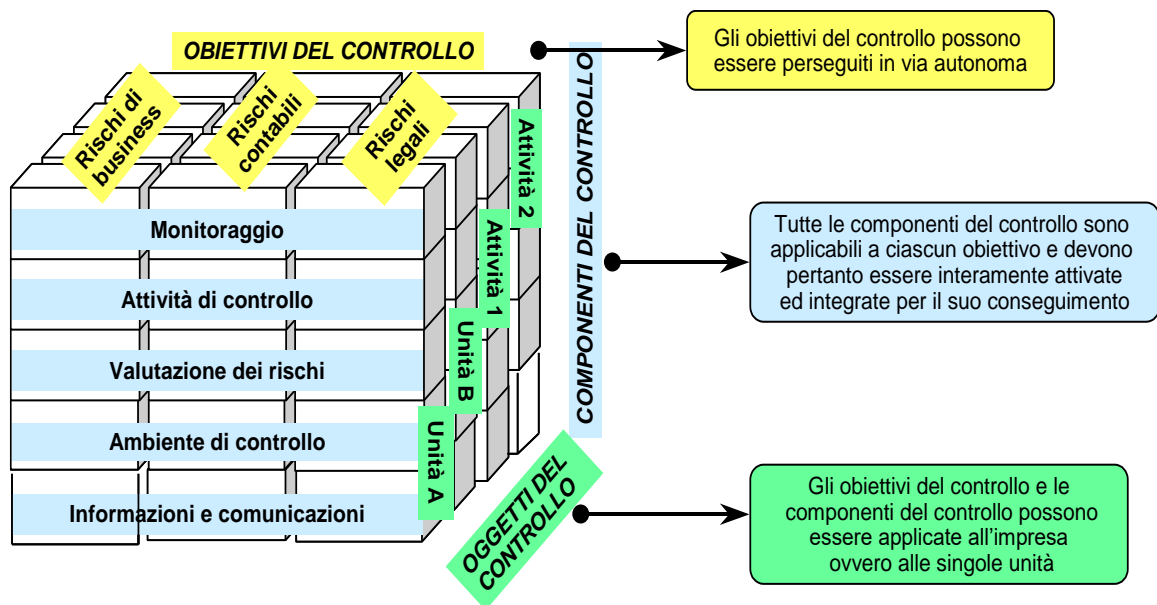 OBIETTIVI DEL CONTROLLO
Gli obiettivi del controllo possono
essere perseguiti in via autonoma
Rischi di
business
Rischi
contabili
Rischi
legali
Attività 2
Attività 1
Unità B
Unità A
COMPONENTI DEL CONTROLLO
Monitoraggio
Attività di controllo
Valutazione dei rischi
Ambiente di controllo
Informazioni e comunicazioni
Tutte le componenti del controllo sono
applicabili a ciascun obiettivo e devono
pertanto essere interamente attivate
ed integrate per il suo conseguimento
OGGETTI DEL
CONTROLLO
Gli obiettivi del controllo e le
componenti del controllo possono
essere applicate all’impresa
ovvero alle singole unità